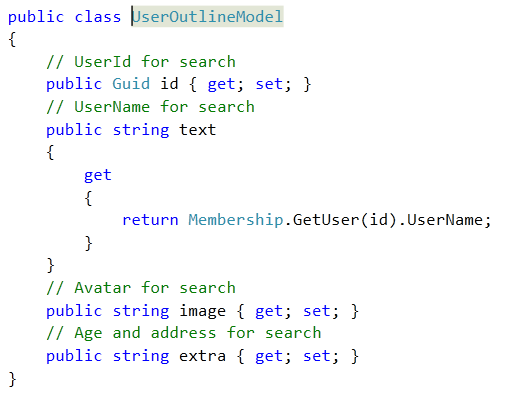 public class UserOutlineModel
{
    // UserId for search
    public Guid id { get; set; }
    // UserName for search
    public string text
    {
        get
        {
            return Membership.GetUser(id).UserName;
        }
    }
    // Avatar for search
    public string image { get; set; }
    // Age and address for search
    public string extra { get; set; }
}